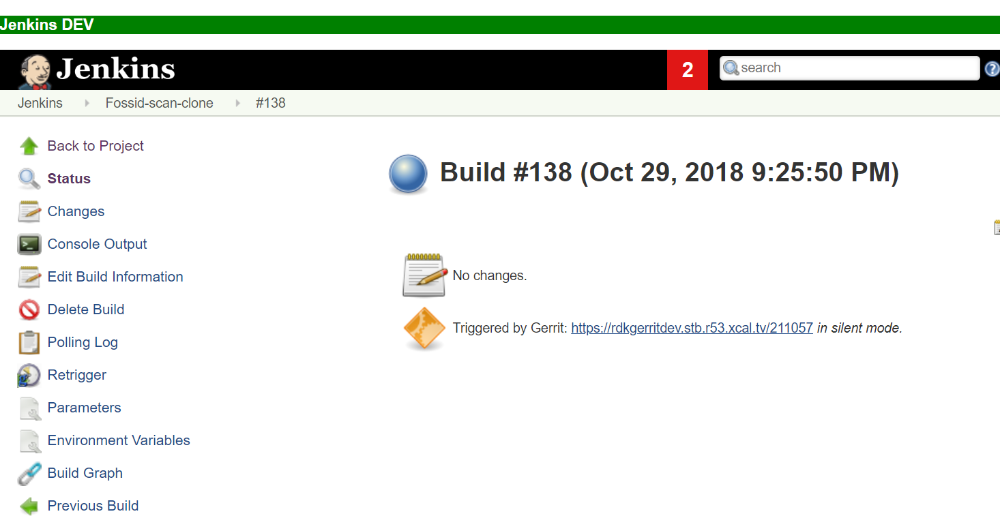 Jenkins DEV
Jenkins
2
search
Jenkins Fossid-scan-clone #138
Back to Project
Status
Changes
Console Output
Edit Build Information
Delete Build
Polling Log
Retrigger
Parameters
Environment Variables
Build Graph
Previous Build
Build #138 (Oct 29, 2018 9:25:50 PM)
No changes.
Triggered by Gerrit: https://rdkgerritdev.stb.r53.xcal.tv/211057 in silent mode.